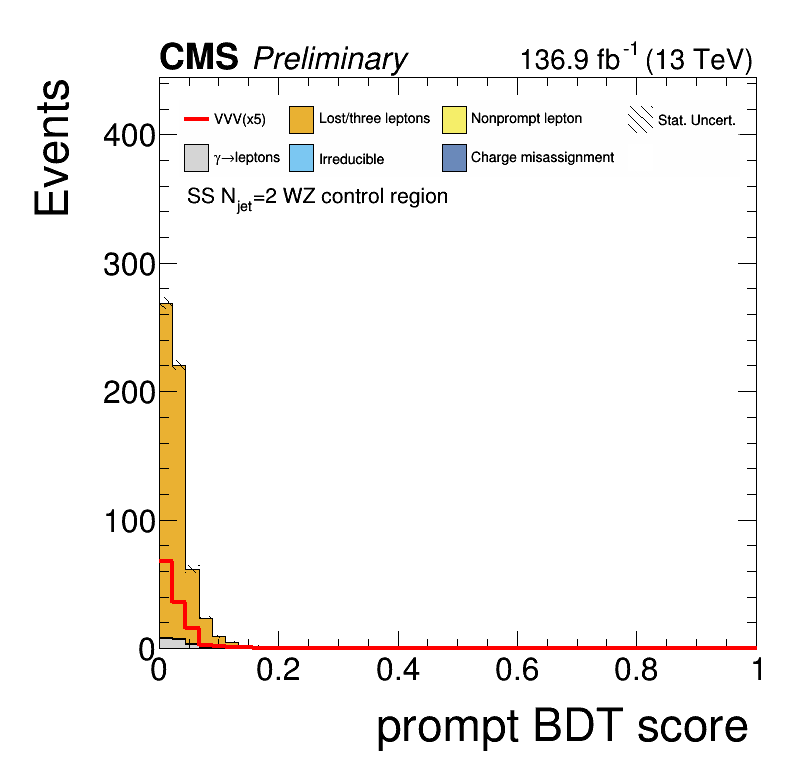 CMS Preliminary 136.9 fb-1 (13 TeV)
Events
VVV(x5) Lost/three leptons Nonprompt lepton Stat. Uncert.
γ→leptons Irreducible Charge misassignment
SS Njet=2 WZ control region
400
300
200
100
0
0 0.2 0.4 0.6 0.8 1
prompt BDT score